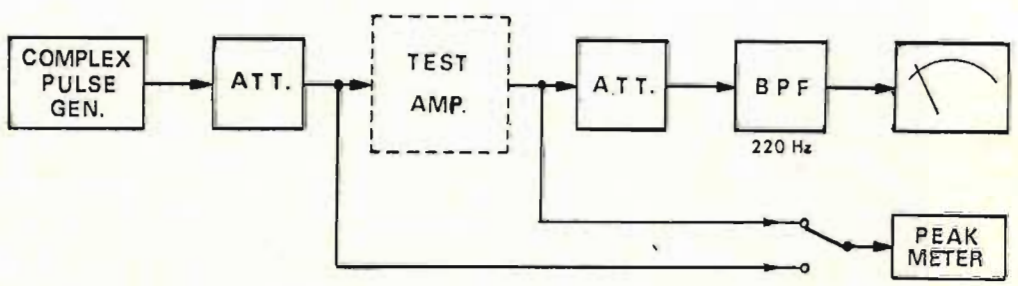 COMPLEX
PULSE
GEN.
ATT.
TEST
AMP.
ATT.
BPF
220 Hz
PEAK
METER